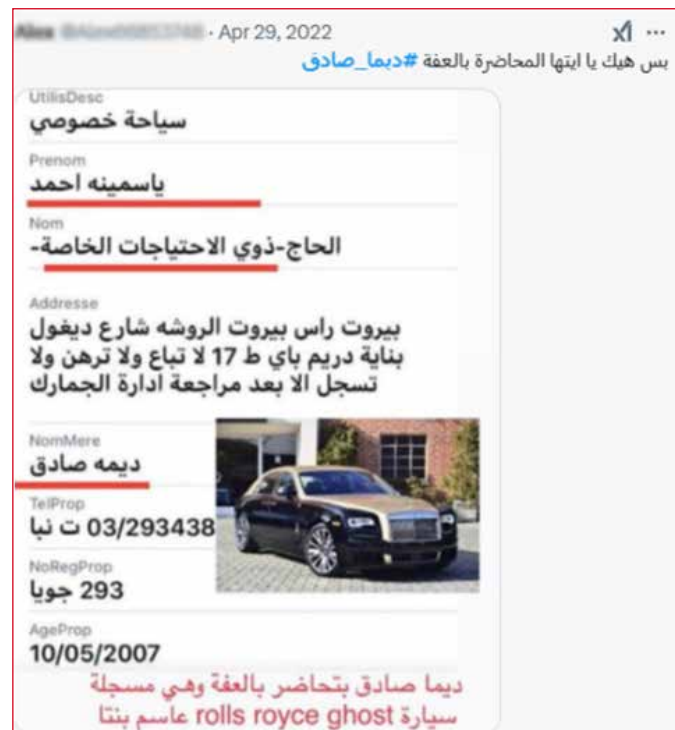 Apr 29, 2022
بس هيك يا ايتها المحاضرة بالعفة #ديما_صادق
UtilisDesc
سياحة خصوصي
Prenom
ياسمينه احمد
Nom
الحاج-ذوي الاحتياجات الخاصة-
Addresse
بيروت راس بيروت الروشه شارع ديغول
بناية دريم باي ط 17 لا تباع ولا ترهن ولا
تسجل الا بعد مراجعة ادارة الجمارك
NomMere
ديمه صادق
TelProp
03/293438 ت نبا
NoRegProp
293 جويا
AgeProp
10/05/2007
ديما صادق بتحاضر بالعفة وهي مسجلة
سيارة rolls royce ghost عاسم بنتا